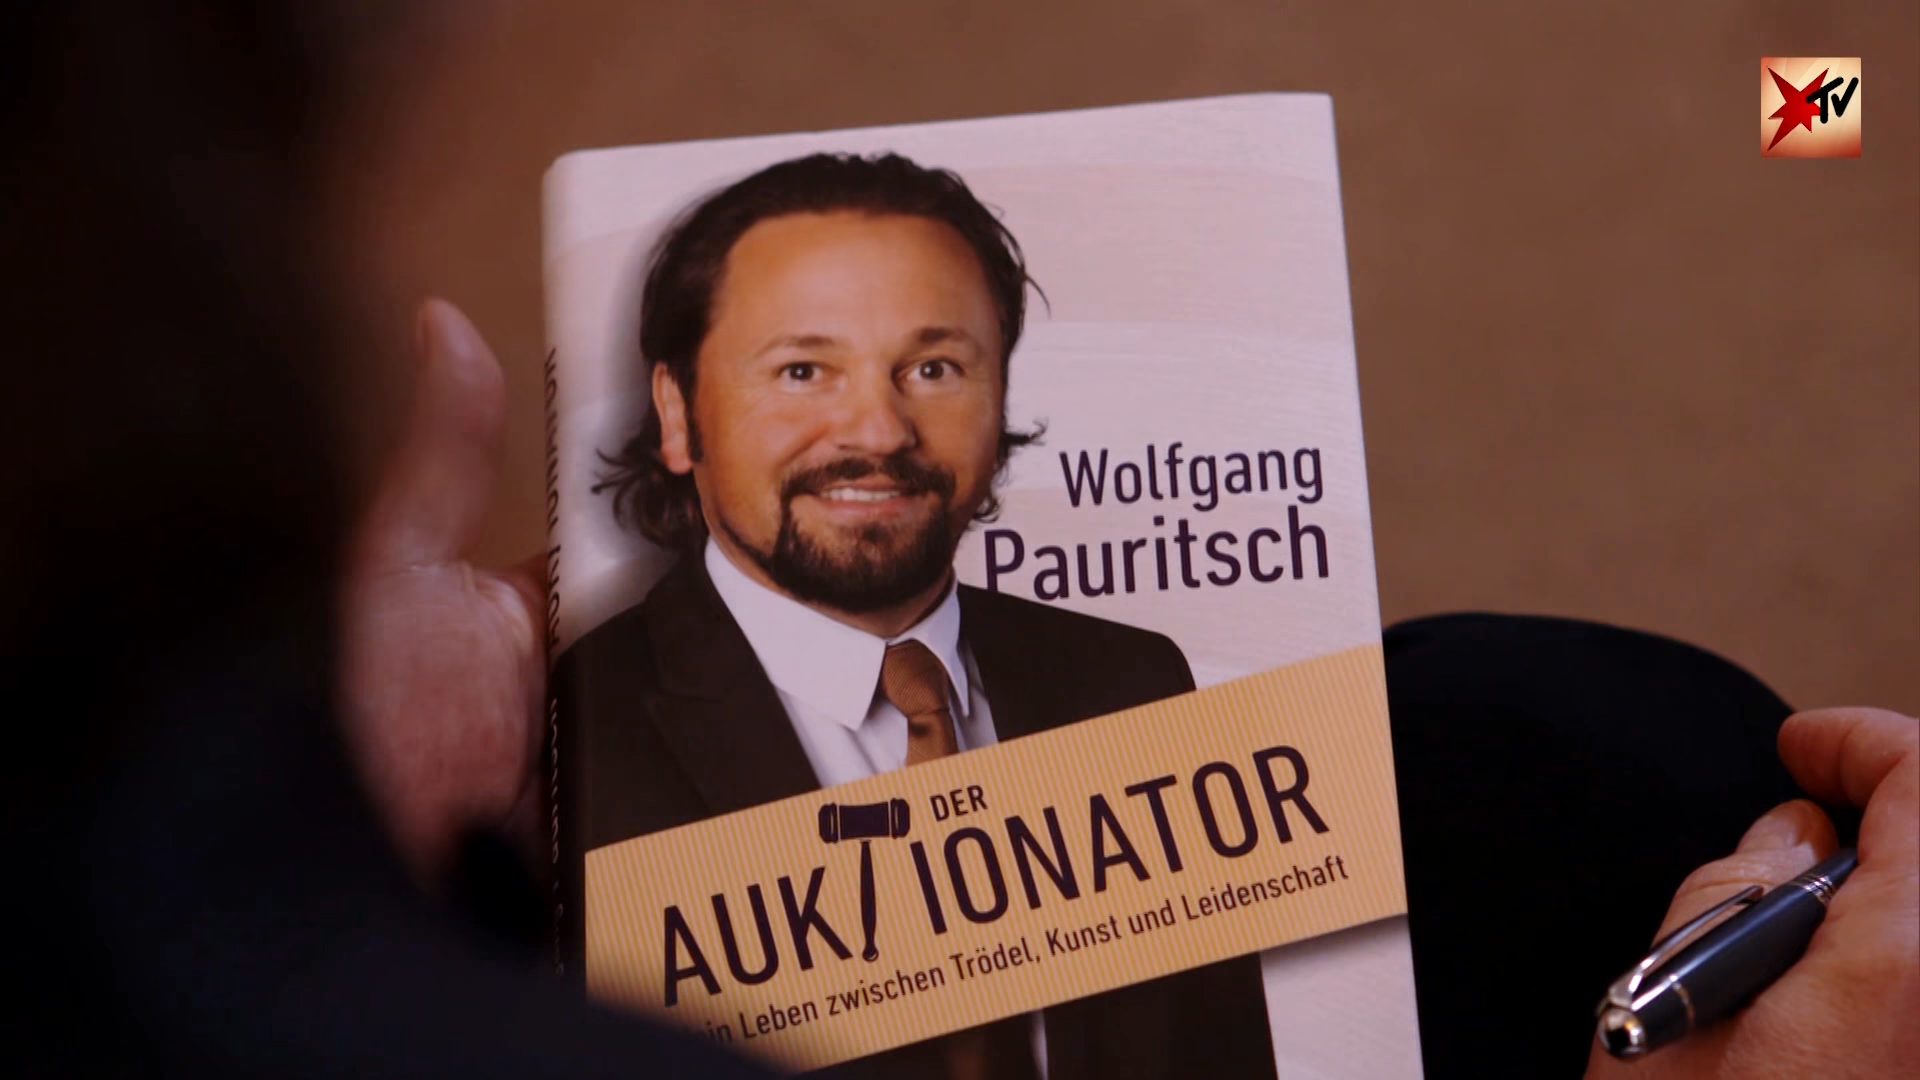 TV
Wolfgang
Pauritsch
DER
AUKTIONATOR
Leben zwischen Trödel, Kunst und Leidenschaft